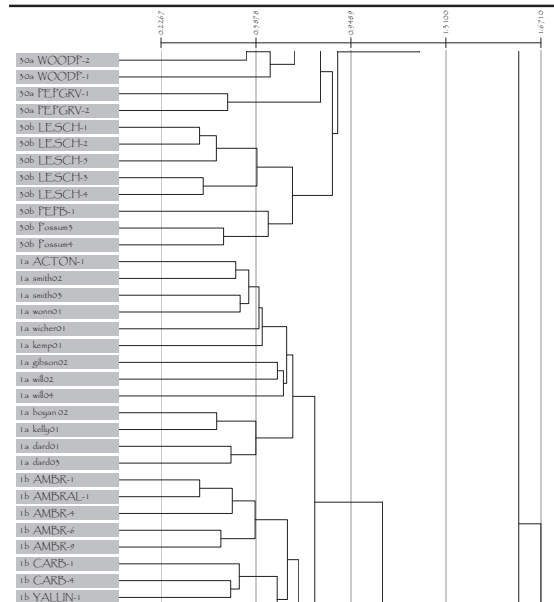 0.2267 0.5878 0.9489 1.3100 1.6710
30a WOODP-2
30a WOODP-1
30a PEPGRV-1
30a PEPGRV-2
30b LESCH-1
30b LESCH-2
30b LESCH-5
30b LESCH-3
30b LESCH-4
30b PEPB-1
30b Possum3
30b Possum4
1a ACTON-1
1a smith02
1a smith03
1a wonn01
1a wicher01
1a kemp01
1a gibson02
1a will02
1a will04
1a boyan02
1a kelly01
1a dard01
1a dard03
1b AMBR-1
1b AMBRAL-1
1b AMBR-4
1b AMBR-6
1b AMBR-9
1b CARB-1
1b CARB-4
1b YALUN-1